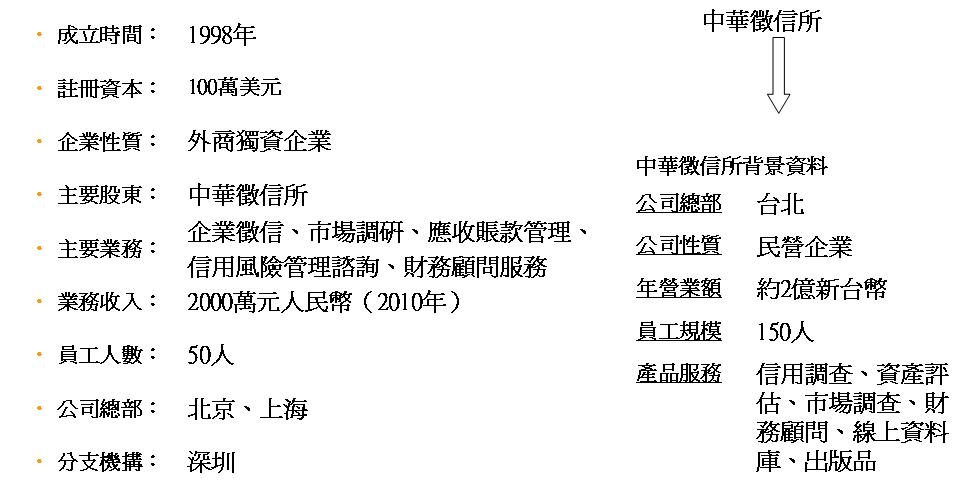 • 成立時間： 1998年
• 註冊資本： 100萬美元
• 企業性質： 外商獨資企業
• 主要股東： 中華徵信所
• 主要業務： 企業徵信、市場調研、應收賬款管理、
信用風險管理諮詢、財務顧問服務
• 業務收入： 2000萬元人民幣（2010年）
• 員工人數： 50人
• 公司總部： 北京、上海
• 分支機搆： 深圳
中華徵信所
中華徵信所背景資料
公司總部 台北
公司性質 民營企業
年營業額 約2億新台幣
員工規模 150人
產品服務 信用調查、資產評
估、市場調查、財
務顧問、線上資料
庫、出版品